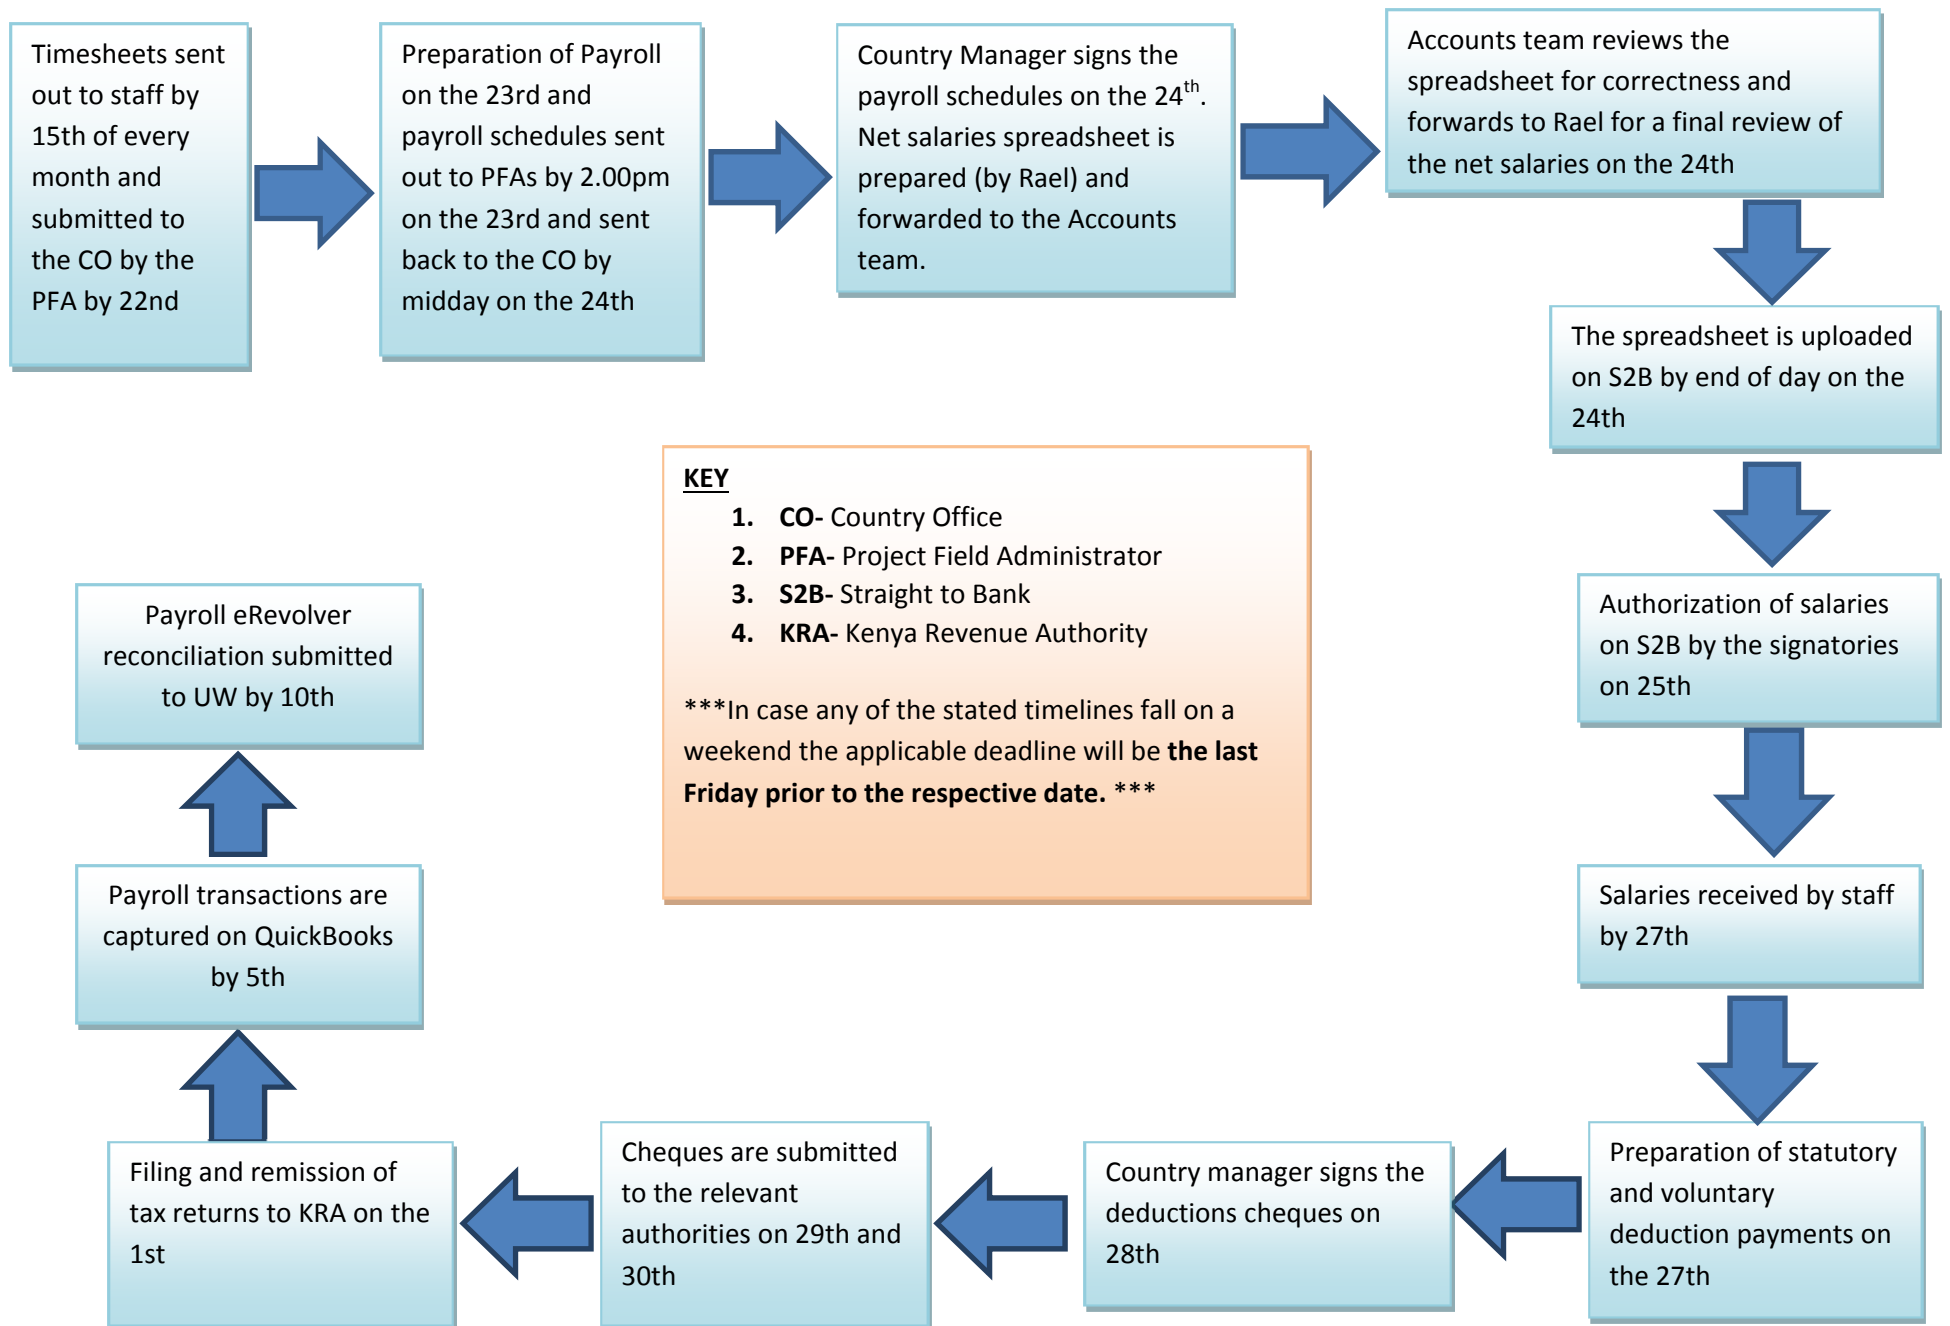 Timesheets sent
out to staff by
15th of every
month and
submitted to
the CO by the
PFA by 22nd
Preparation of Payroll
on the 23rd and
payroll schedules sent
out to PFAs by 2.00pm
on the 23rd and sent
back to the CO by
midday on the 24th
Country Manager signs the
payroll schedules on the 24th.
Net salaries spreadsheet is
prepared (by Rael) and
forwarded to the Accounts
team.
Accounts team reviews the
spreadsheet for correctness and
forwards to Rael for a final review of
the net salaries on the 24th
The spreadsheet is uploaded
on S2B by end of day on the
24th
Authorization of salaries
on S2B by the signatories
on 25th
Salaries received by staff
by 27th
Preparation of statutory
and voluntary
deduction payments on
the 27th
Country manager signs the
deductions cheques on
28th
Cheques are submitted
to the relevant
authorities on 29th and
30th
Filing and remission of
tax returns to KRA on the
1st
Payroll transactions are
captured on QuickBooks
by 5th
Payroll eRevolver
reconciliation submitted
to UW by 10th
KEY
1. CO- Country Office
2. PFA- Project Field Administrator
3. S2B- Straight to Bank
4. KRA- Kenya Revenue Authority
***In case any of the stated timelines fall on a
weekend the applicable deadline will be the last
Friday prior to the respective date. ***